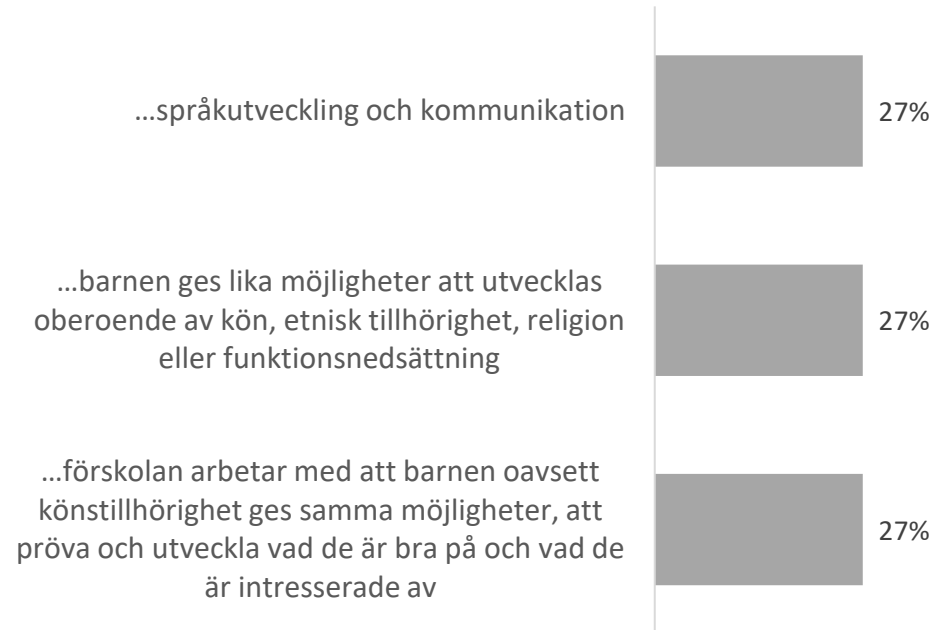 ...språkutveckling och kommunikation
27%
...barnen ges lika möjligheter att utvecklas
oberoende av kön, etnisk tillhörighet, religion
eller funktionsnedsättning
27%
...förskolan arbetar med att barnen oavsett
könstillhörighet ges samma möjligheter, att
pröva och utveckla vad de är bra på och vad de
är intresserade av
27%